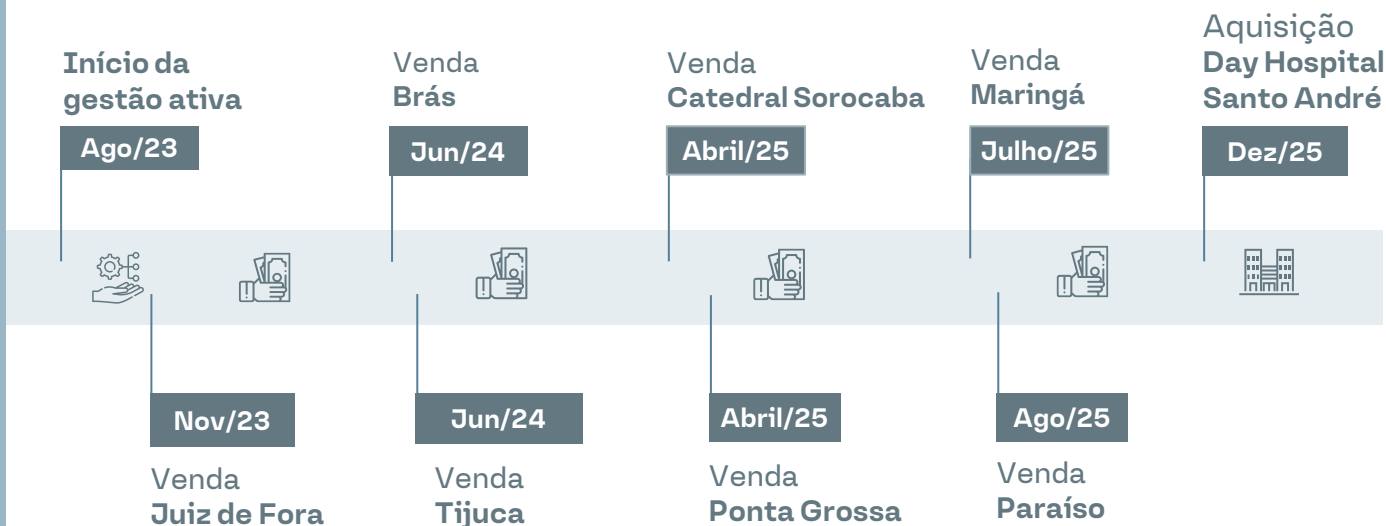 Início da
gestão ativa
Ago/23
Venda
Brás
Jun/24
Venda
Catedral Sorocaba
Abril/25
Venda
Maringá
Julho/25
Aquisição
Day Hospital
Santo André
Dez/25
Nov/23
Venda
Juiz de Fora
Jun/24
Venda
Tijuca
Abril/25
Venda
Ponta Grossa
Ago/25
Venda
Paraíso